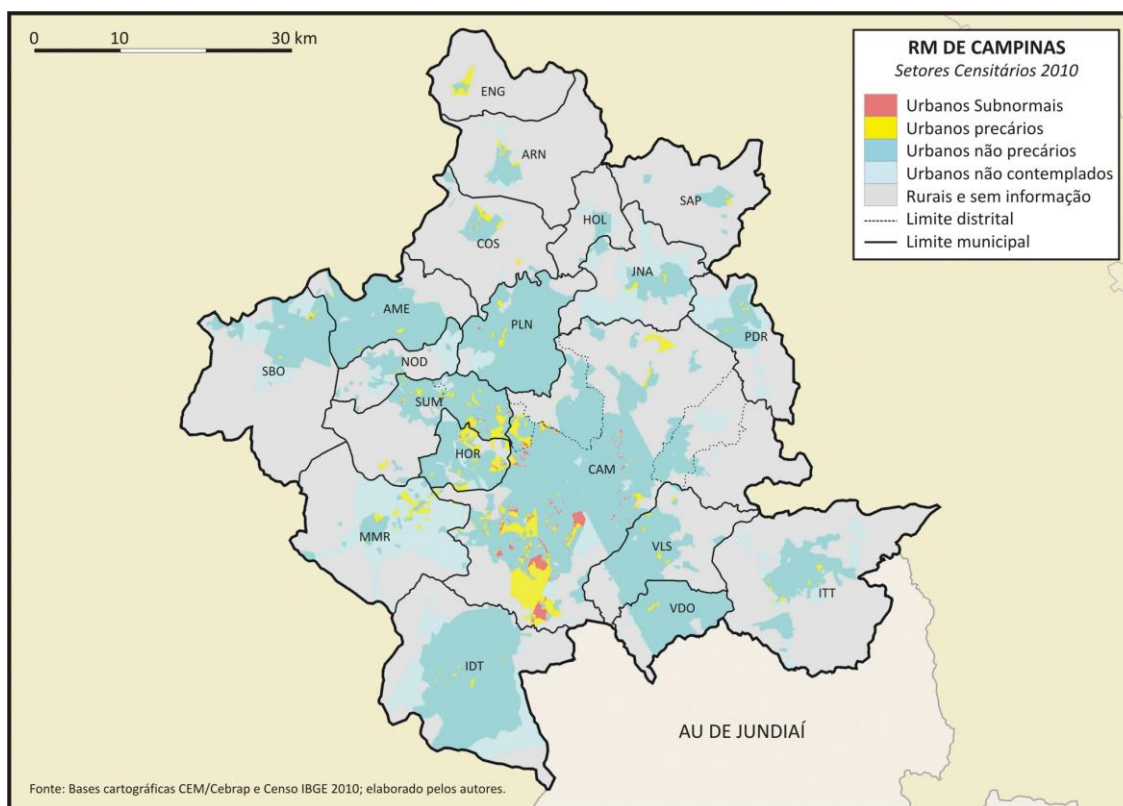 0 10 30 km
RM DE CAMPINAS
Setores Censitários 2010
Urbanos Subnormais
Urbanos precários
Urbanos não precários
Urbanos não contemplados
Rurais e sem informação
Limite distrital
Limite municipal
ENG
ARN
SAP
HOL
COS
JNA
AME
PLN
PDR
NOD
SBO
SUM
HOR
CAM
MMR
VLS
ITT
VDO
IDT
AU DE JUNDIAÍ
Fonte: Bases cartográficas CEM/Cebrap e Censo IBGE 2010; elaborado pelos autores.